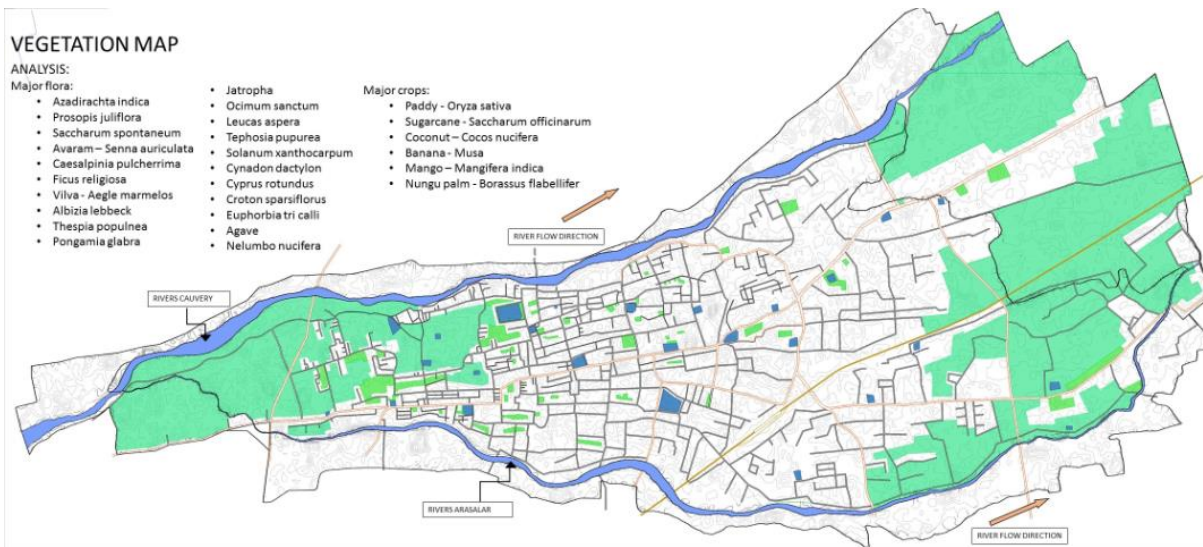 VEGETATION MAP
ANALYSIS:
Major flora:
• Azadirachta indica
• Prosopis juliflora
• Saccharum spontaneum
• Avaram – Senna auriculata
• Caesalpinia pulcherrima
• Ficus religiosa
• Vilva - Aegle marmelos
• Albizia lebbeck
• Thespia populnea
• Pongamia glabra
• Jatropha
• Ocimum sanctum
• Leucas aspera
• Tephosia pupurea
• Solanum xanthocarpum
• Cynadon dactylon
• Cyprus rotundus
• Croton sparsiflorus
• Euphorbia tri calli
• Agave
• Nelumbo nucifera
Major crops:
• Paddy - Oryza sativa
• Sugarcane - Saccharum officinarum
• Coconut – Cocos nucifera
• Banana - Musa
• Mango – Mangifera indica
• Nungu palm - Borassus flabellifer
RIVER FLOW DIRECTION
RIVERS CAUVERY
RIVERS ARASALAR
RIVER FLOW DIRECTION